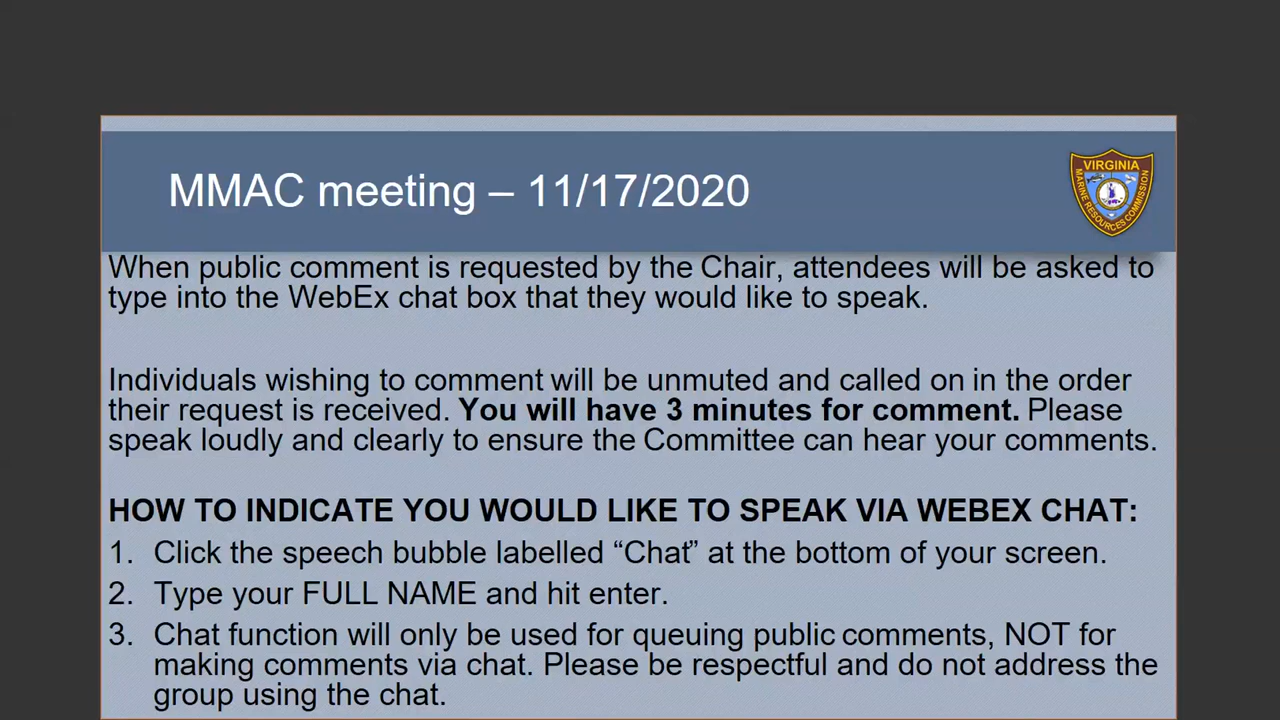 MMAC meeting – 11/17/2020
VIRGINIA
MARINE RESOURCES COMMISSION
When public comment is requested by the Chair, attendees will be asked to
type into the WebEx chat box that they would like to speak.
Individuals wishing to comment will be unmuted and called on in the order
their request is received. You will have 3 minutes for comment. Please
speak loudly and clearly to ensure the Committee can hear your comments.
HOW TO INDICATE YOU WOULD LIKE TO SPEAK VIA WEBEX CHAT:
1. Click the speech bubble labelled “Chat” at the bottom of your screen.
2. Type your FULL NAME and hit enter.
3. Chat function will only be used for queuing public comments, NOT for
making comments via chat. Please be respectful and do not address the
group using the chat.